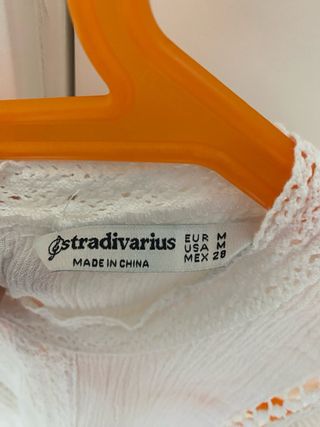 stradivarius
MADE IN CHINA
EUR M
USA M
MEX 28